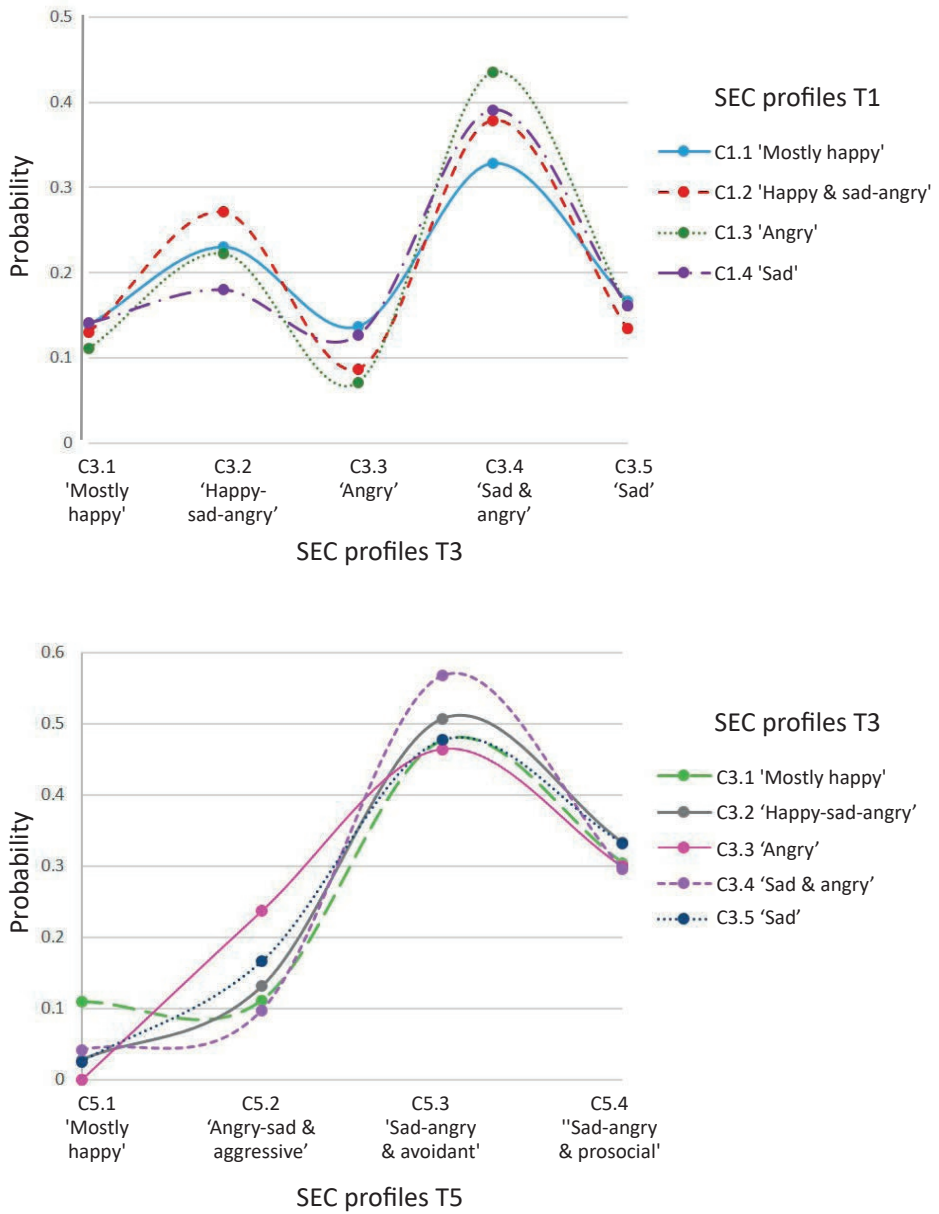 0.5
0.4
0.3
0.2
0.1
0
Probability
C3.1
'Mostly
happy'
C3.2
‘Happy-
sad-angry’
C3.3
‘Angry’
C3.4
‘Sad &
angry’
C3.5
‘Sad’
SEC profiles T3
SEC profiles T1
C1.1 'Mostly happy'
C1.2 'Happy & sad-angry'
C1.3 'Angry'
C1.4 'Sad'
0.6
0.5
0.4
0.3
0.2
0.1
0
Probability
C5.1
'Mostly
happy'
C5.2
‘Angry-sad &
aggressive’
C5.3
'Sad-angry
& avoidant'
C5.4
''Sad-angry
& prosocial'
SEC profiles T5
SEC profiles T3
C3.1 'Mostly happy'
C3.2 ‘Happy-sad-angry’
C3.3 ‘Angry’
C3.4 ‘Sad & angry’
C3.5 ‘Sad’